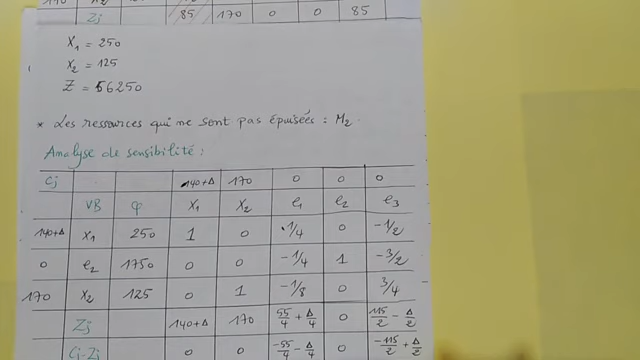 Zj 85 170 0 0 85
X1 = 250
X2 = 125
Z = 56250
* Les ressources qui ne sont pas épuisées : M2.
Analyse de sensibilité :
Cj 140+Δ 170 0 0 0
VB φ X1 X2 e1 e2 e3
140+Δ X1 250 1 0 1/4 0 -1/2
0 e2 1750 0 0 -1/4 1 -3/2
170 X2 125 0 1 -1/8 0 3/4
Zj 140+Δ 170 55/4 + Δ/4 0 115/2 - Δ/2
Cj-Zj 0 0 -55/4 - Δ/4 0 -115/2 + Δ/2